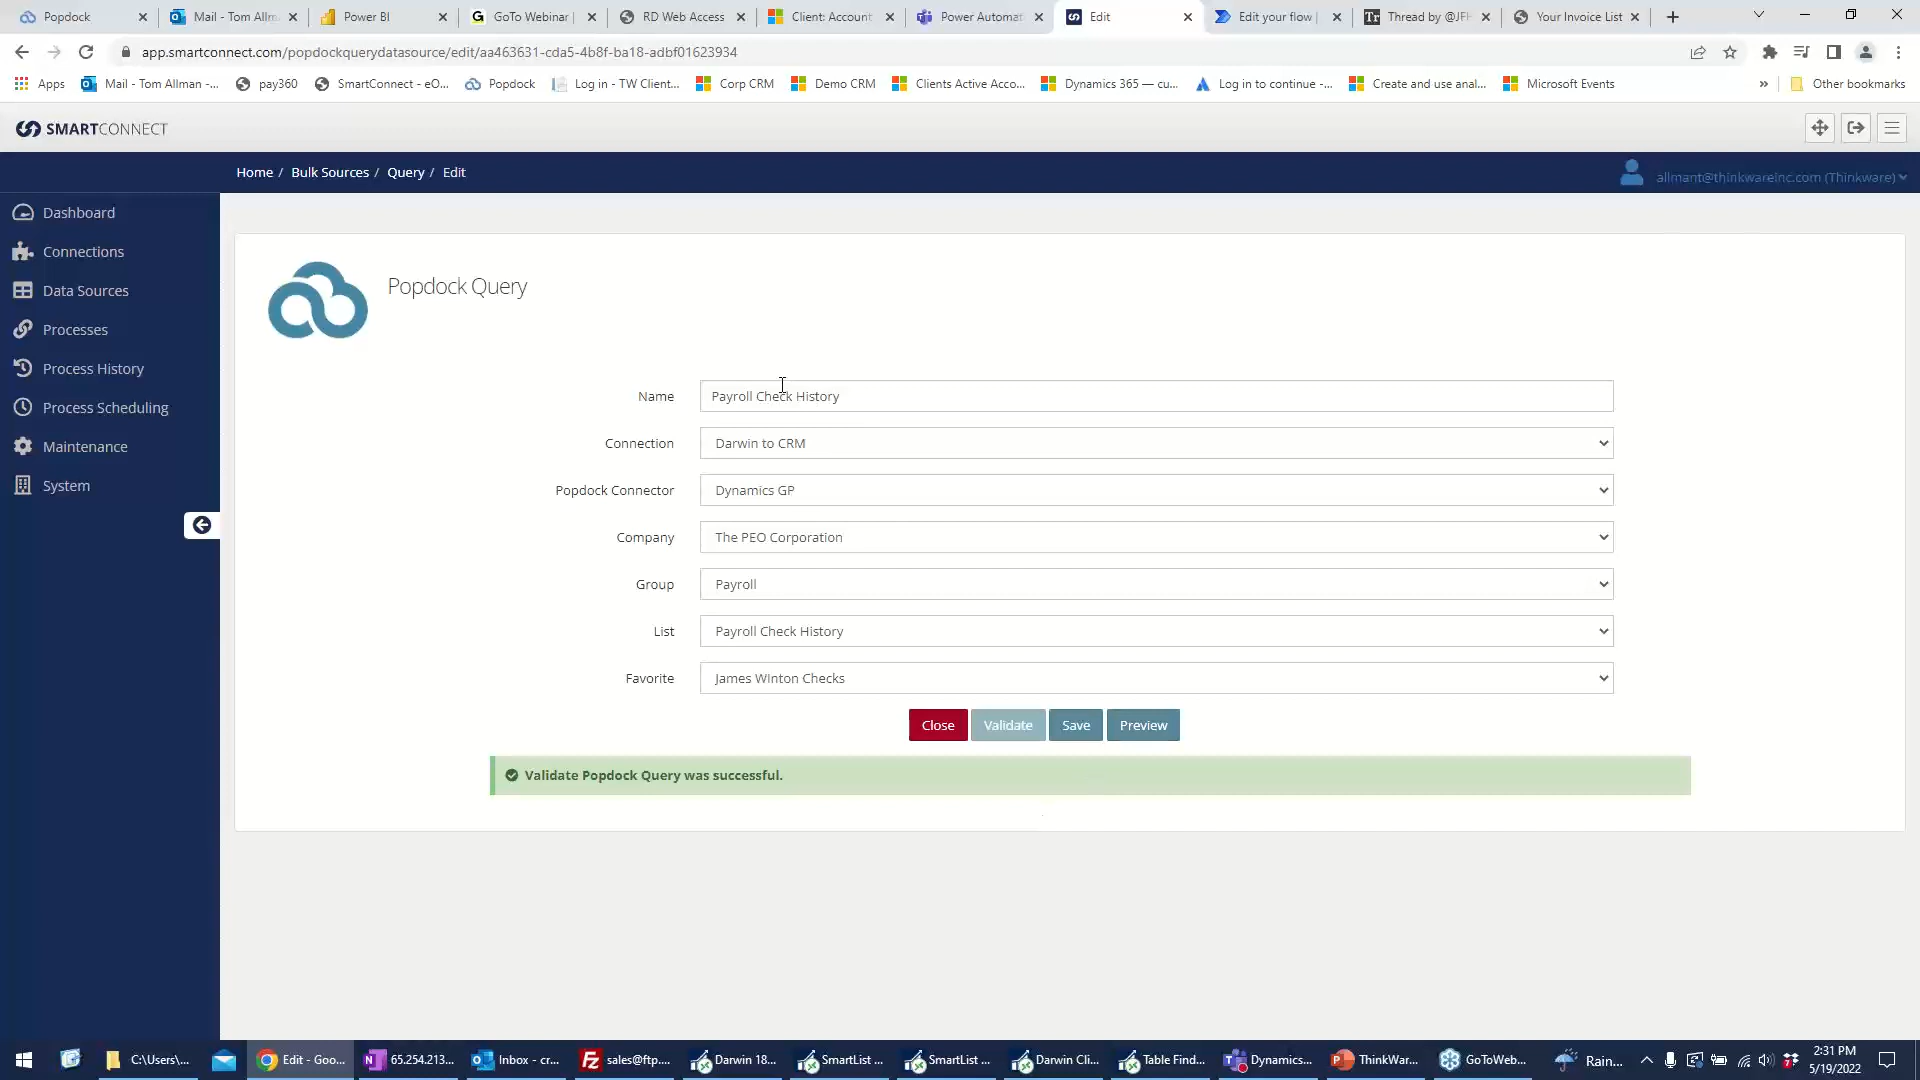 Popdock
Mail - Tom Allm
Power BI
GoTo Webinar |
RD Web Access
Client: Account
Power Automat
Edit
Edit your flow |
Tr Thread by @JFH
Your Invoice List
app.smartconnect.com/popdockquerydatasource/edit/aa463631-cda5-4b8f-ba18-adbf01623934
Apps
Mail - Tom Allman -...
pay360
SmartConnect - eO...
Popdock
Log in - TW Client...
Corp CRM
Demo CRM
Clients Active Acco...
Dynamics 365 — cu...
Log in to continue -...
Create and use anal...
Microsoft Events
»
Other bookmarks
SMARTCONNECT
Home / Bulk Sources / Query / Edit
allmant@thinkwareinc.com (Thinkware)
Dashboard
Connections
Data Sources
Processes
Process History
Process Scheduling
Maintenance
System
Popdock Query
Name Payroll Check History
Connection Darwin to CRM
Popdock Connector Dynamics GP
Company The PEO Corporation
Group Payroll
List Payroll Check History
Favorite James Winton Checks
Close Validate Save Preview
Validate Popdock Query was successful.
C:\Users\...
Edit - Goo...
65.254.213...
Inbox - cr...
sales@ftp....
Darwin 18...
SmartList ...
SmartList ...
Darwin Cli...
Table Find...
Dynamics...
ThinkWar...
GoToWeb...
Rain...
2:31 PM
5/19/2022